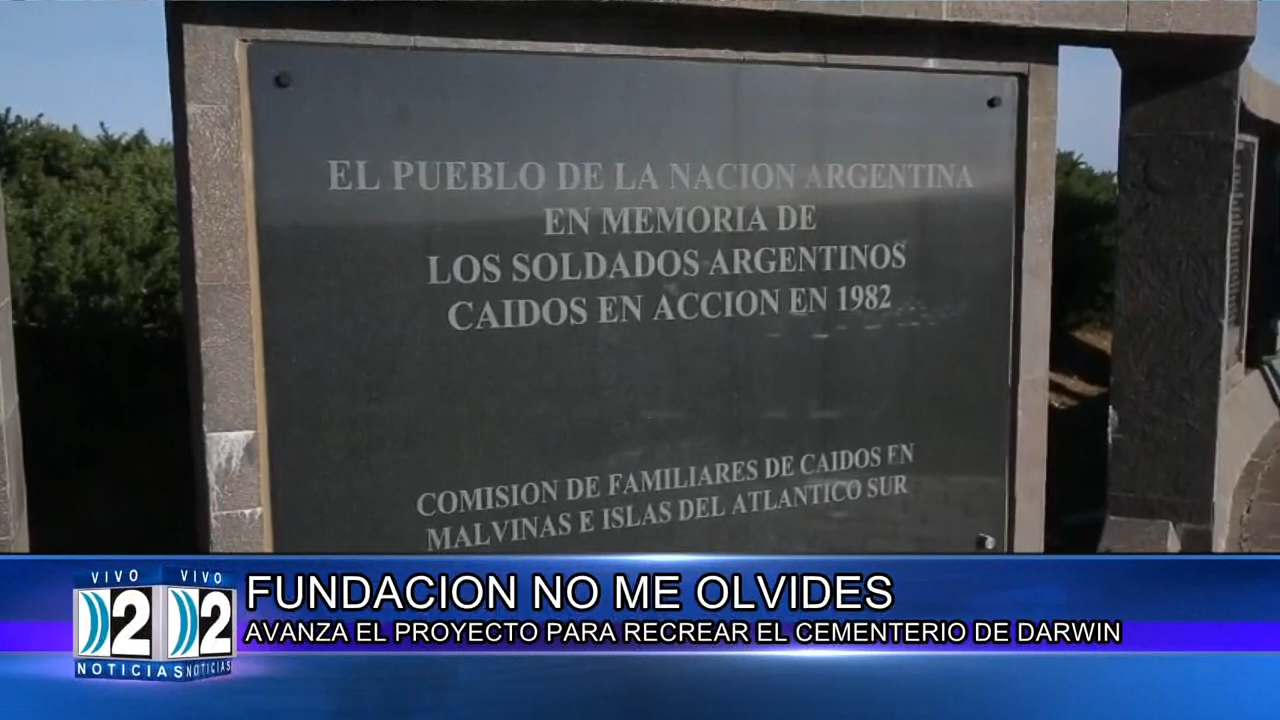 EL PUEBLO DE LA NACION ARGENTINA
EN MEMORIA DE
LOS SOLDADOS ARGENTINOS
CAIDOS EN ACCION EN 1982
COMISION DE FAMILIARES DE CAIDOS EN
MALVINAS E ISLAS DEL ATLANTICO SUR
VIVO VIVO
2 2
NOTICIAS NOTICIAS
FUNDACION NO ME OLVIDES
AVANZA EL PROYECTO PARA RECREAR EL CEMENTERIO DE DARWIN